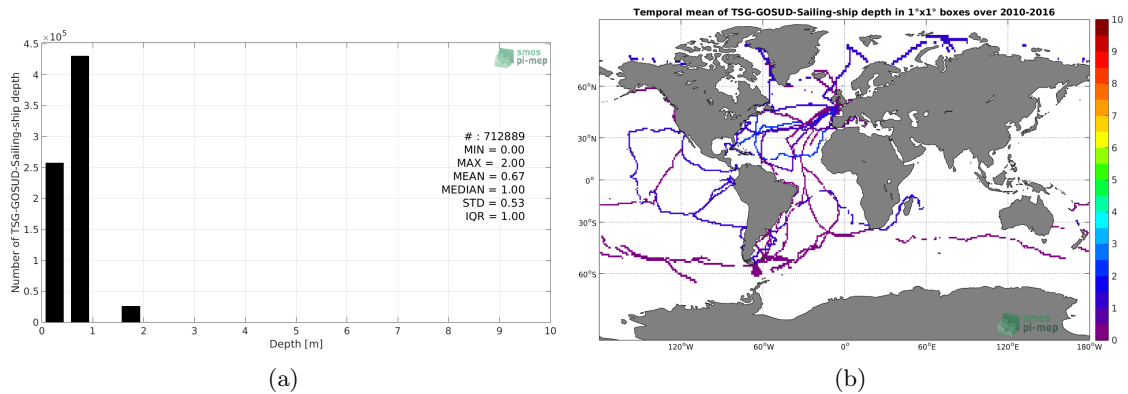 Temporal mean of TSG-GOSUD-Sailing-ship depth in 1°x1° boxes over 2010-2016
Number of TSG-GOSUD-Sailing-ship depth
4.5
×10⁵
4
3.5
3
2.5
2
1.5
1
0.5
0
smos
pi-mep
# : 712889
MIN = 0.00
MAX = 2.00
MEAN = 0.67
MEDIAN = 1.00
STD = 0.53
IQR = 1.00
0 1 2 3 4 5 6 7 8 9 10
Depth [m]
(a)
60°N
30°N
0°
30°S
60°S
120°W 60°W 0° 60°E 120°E 180°W
smos
pi-mep
10
9
8
7
6
5
4
3
2
1
0
(b)